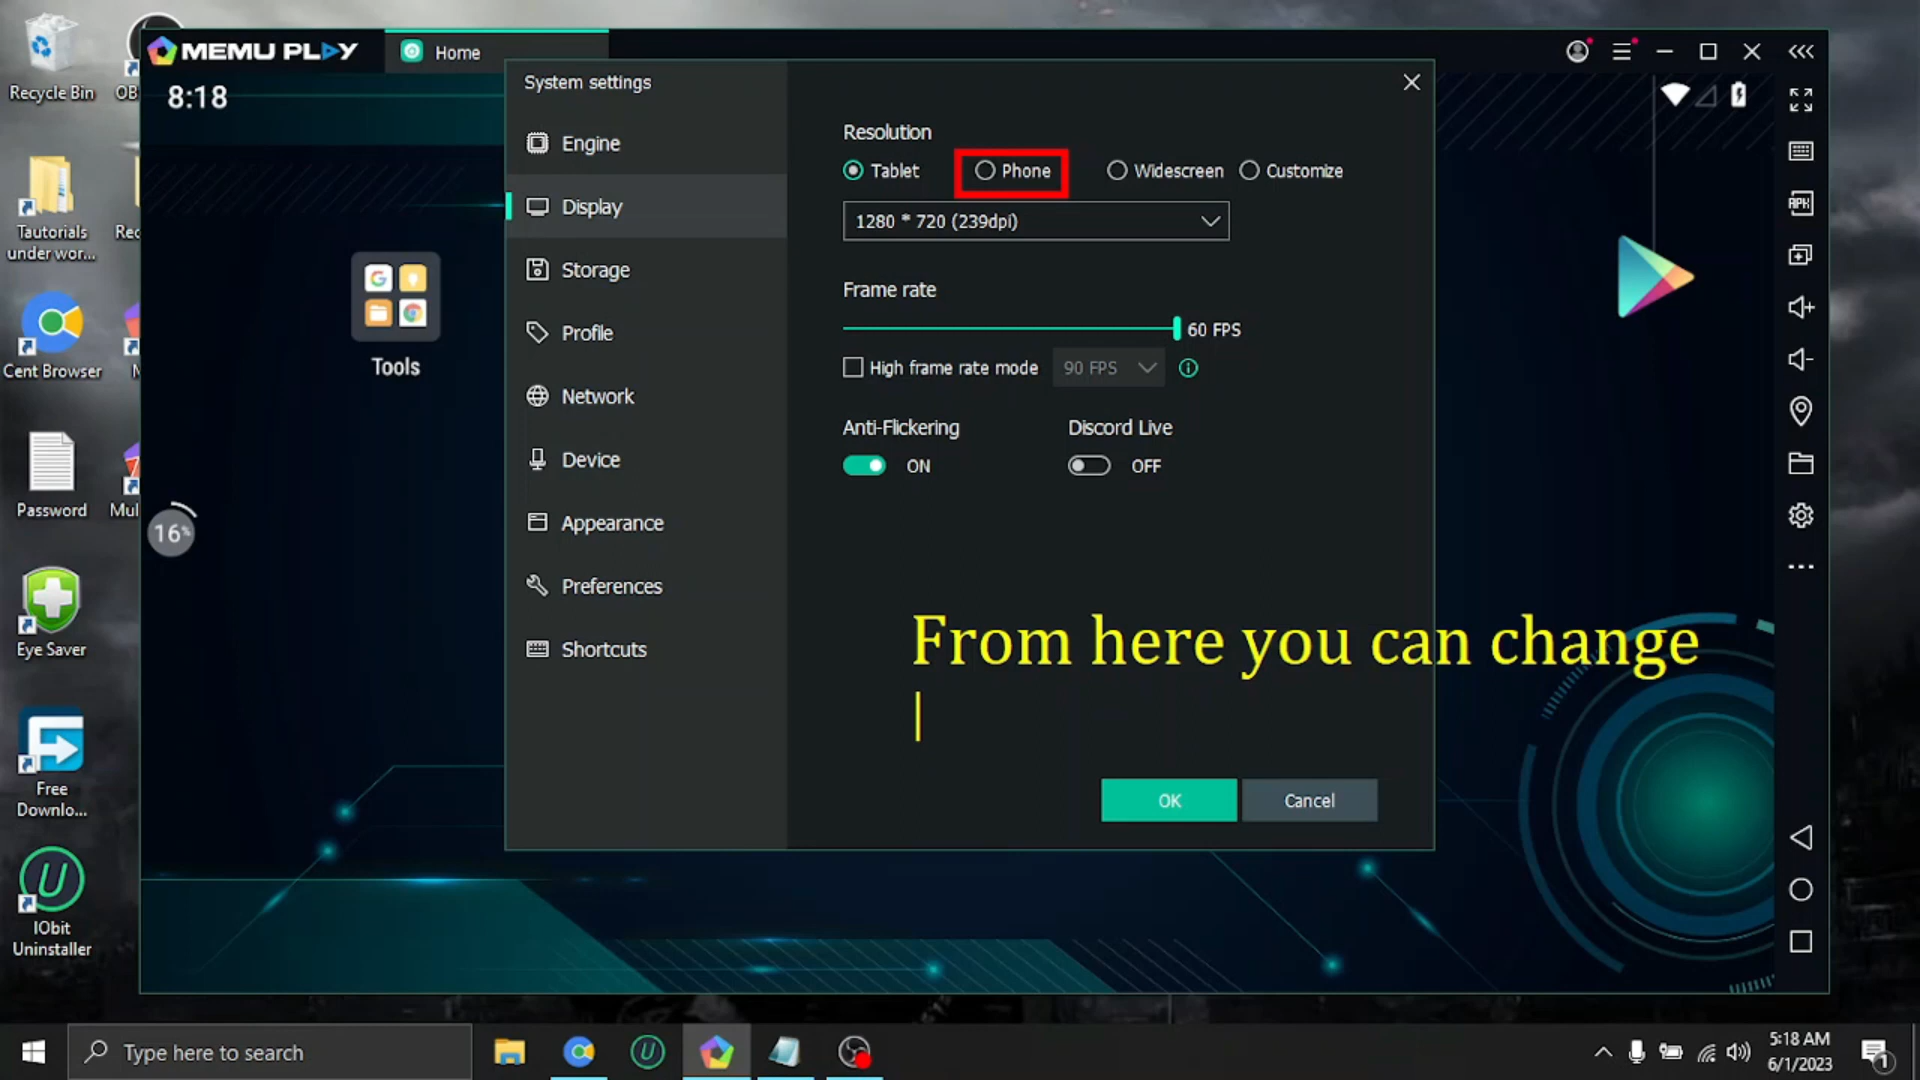 Recycle Bin
OB
Tautorials
under wor...
Rec
Cent Browser
M
Password
Mul
Eye Saver
Free
Downlo...
IObit
Uninstaller
MEMU PLAY
Home
8:18
Tools
16%
System settings
Engine
Display
Storage
Profile
Network
Device
Appearance
Preferences
Shortcuts
Resolution
Tablet Phone Widescreen Customize
1280 * 720 (239dpi)
Frame rate
60 FPS
High frame rate mode 90 FPS
Anti-Flickering Discord Live
ON OFF
From here you can change
OK Cancel
APK
Type here to search
5:18 AM
6/1/2023
1